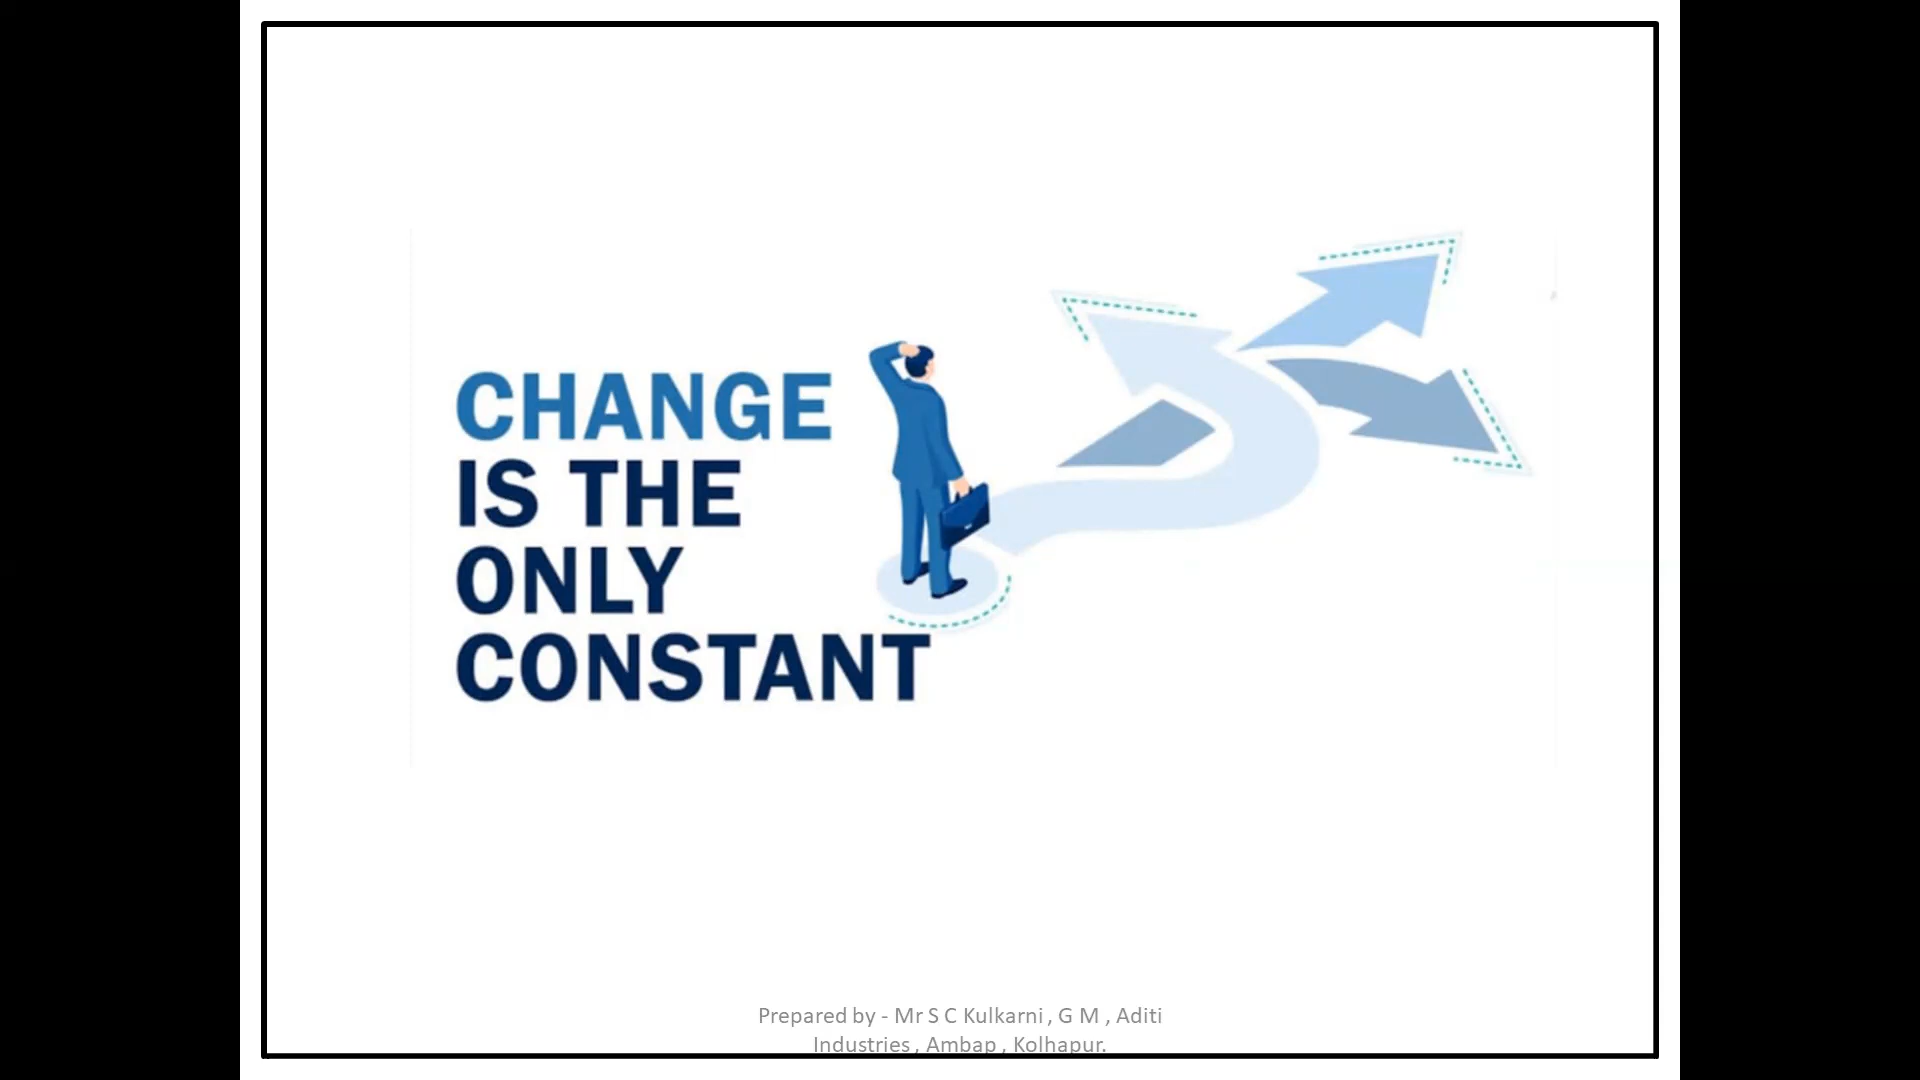 CHANGE
IS THE
ONLY
CONSTANT
Prepared by - Mr S C Kulkarni , G M , Aditi
Industries , Ambap , Kolhapur.